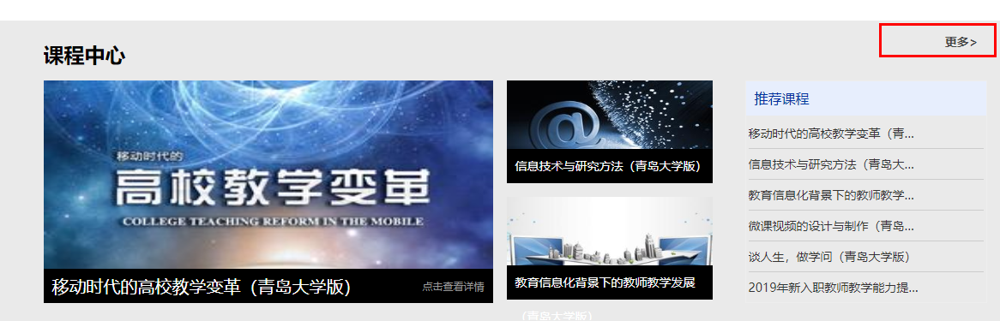 课程中心
更多>
移动时代的
高校教学变革
COLLEGE TEACHING REFORM IN THE MOBILE
移动时代的高校教学变革（青岛大学版）
点击查看详情
信息技术与研究方法（青岛大学版）
教育信息化背景下的教师教学发展
（青岛大学版）
推荐课程
移动时代的高校教学变革（青...
信息技术与研究方法（青岛大...
教育信息化背景下的教师教学...
微课视频的设计与制作（青岛...
谈人生，做学问（青岛大学版）
2019年新入职教师教学能力提...